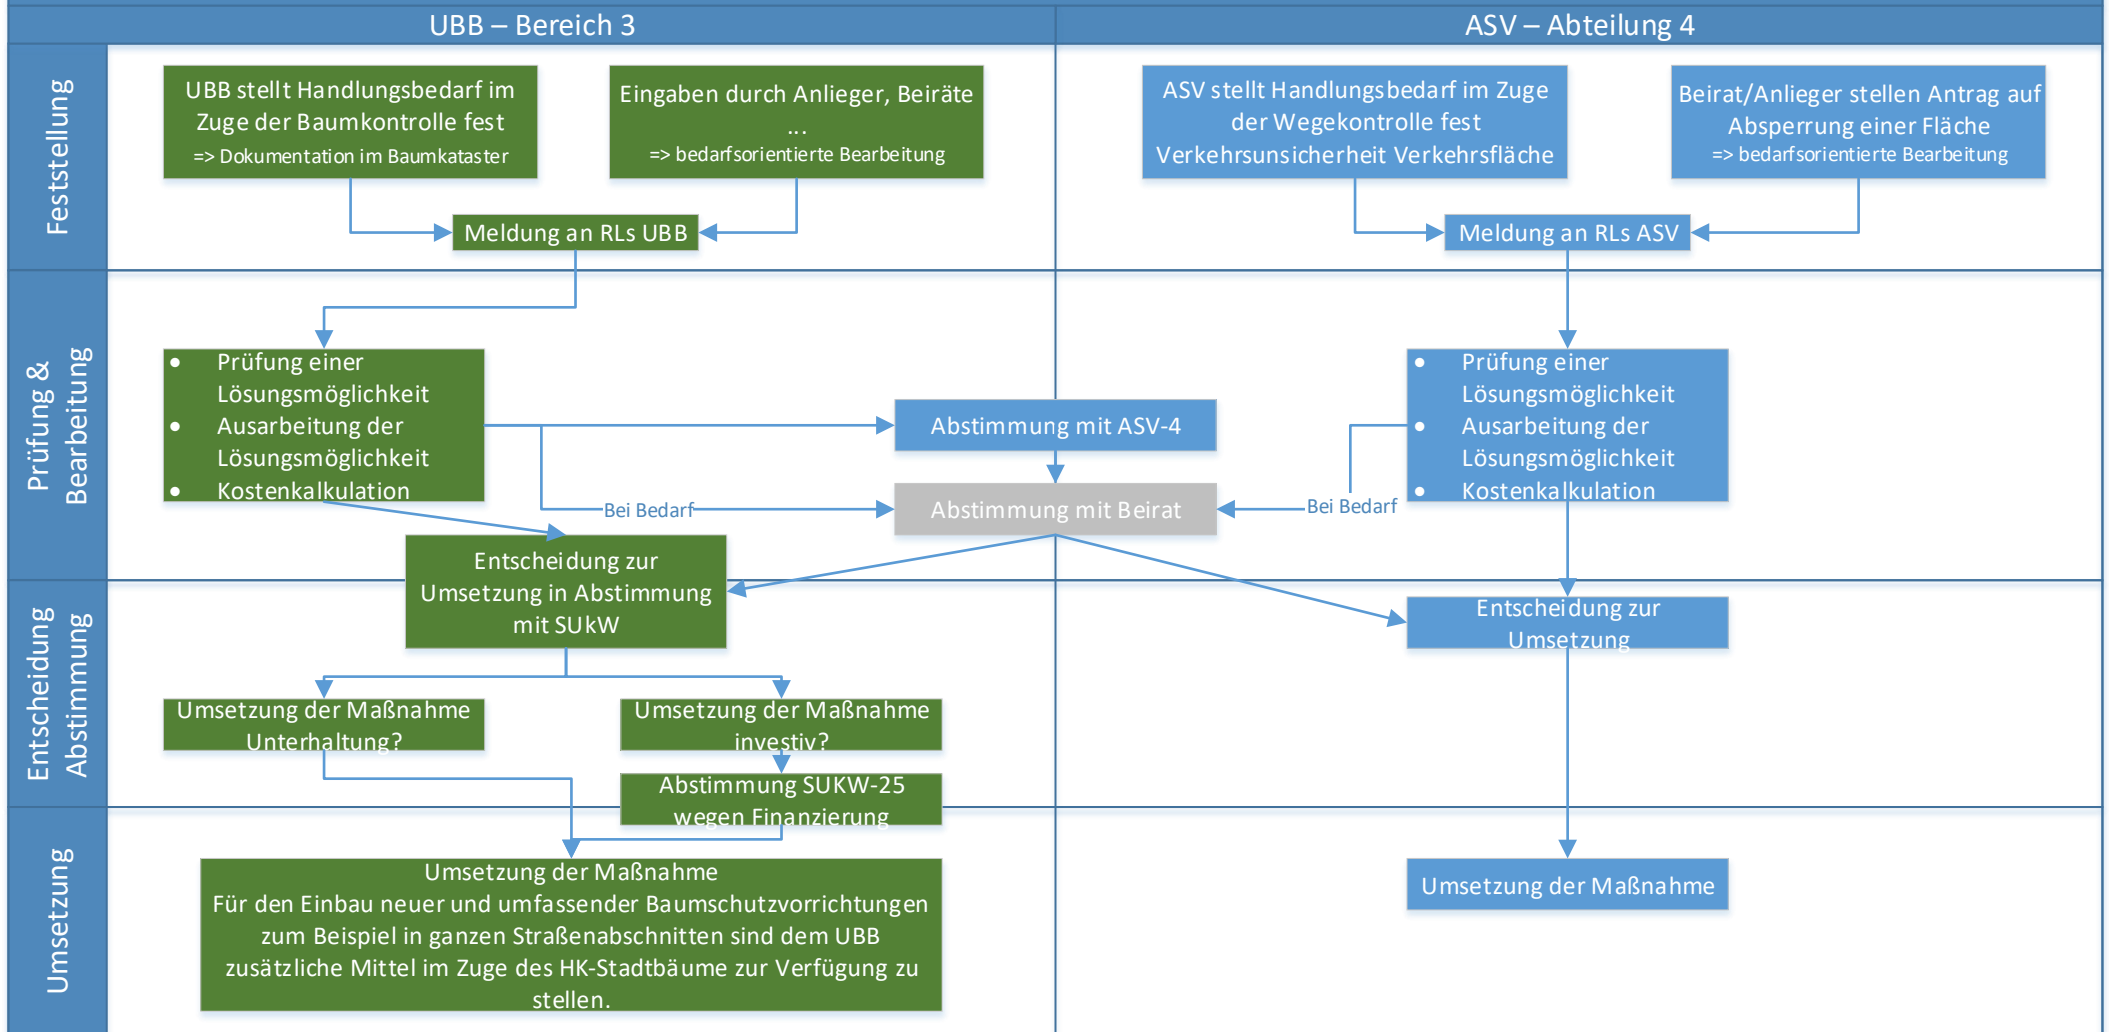 UBB – Bereich 3
ASV – Abteilung 4
Feststellung
UBB stellt Handlungsbedarf im
Zuge der Baumkontrolle fest
=> Dokumentation im Baumkataster
Eingaben durch Anlieger, Beiräte
...
=> bedarfsorientierte Bearbeitung
ASV stellt Handlungsbedarf im Zuge
der Wegekontrolle fest
Verkehrsunsicherheit Verkehrsfläche
Beirat/Anlieger stellen Antrag auf
Absperrung einer Fläche
=> bedarfsorientierte Bearbeitung
Meldung an RLs UBB
Meldung an RLs ASV
Prüfung &
Bearbeitung
• Prüfung einer
Lösungsmöglichkeit
• Ausarbeitung der
Lösungsmöglichkeit
• Kostenkalkulation
Abstimmung mit ASV-4
• Prüfung einer
Lösungsmöglichkeit
• Ausarbeitung der
Lösungsmöglichkeit
• Kostenkalkulation
Bei Bedarf
Abstimmung mit Beirat
Bei Bedarf
Entscheidung
Abstimmung
Entscheidung zur
Umsetzung in Abstimmung
mit SUkW
Entscheidung zur
Umsetzung
Umsetzung der Maßnahme
Unterhaltung?
Umsetzung der Maßnahme
investiv?
Abstimmung SUKW-25
wegen Finanzierung
Umsetzung
Umsetzung der Maßnahme
Für den Einbau neuer und umfassender Baumschutzvorrichtungen
zum Beispiel in ganzen Straßenabschnitten sind dem UBB
zusätzliche Mittel im Zuge des HK-Stadtbäume zur Verfügung zu
stellen.
Umsetzung der Maßnahme